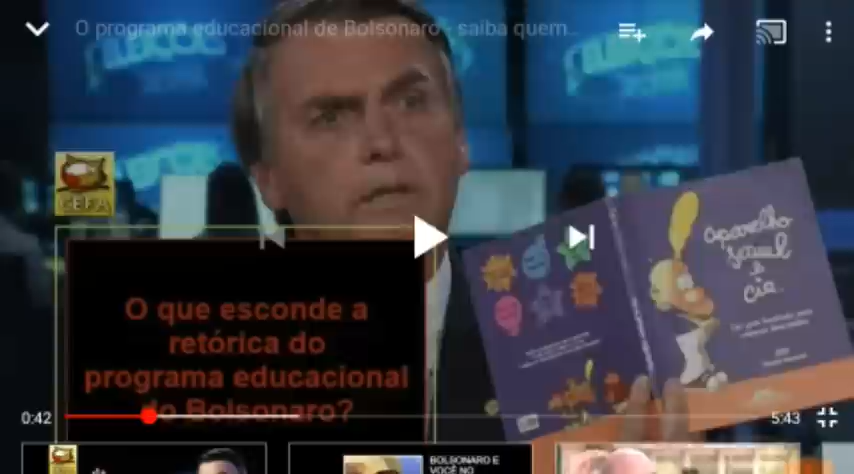 O programa educacional de Bolsonaro - saiba quem...
GEFA
Aparelho
sexual
e
cia.
O que esconde a
retórica do
programa educacional
do Bolsonaro?
0:42
5:43
BOLSONARO E
VOCÊ NO